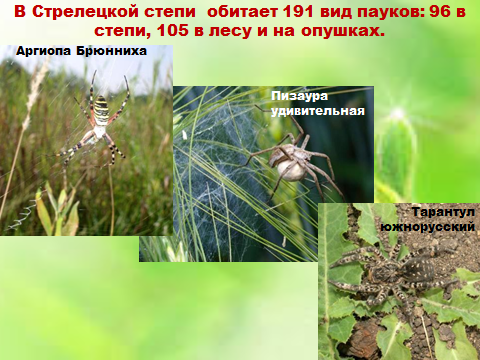 В Стрелецкой степи обитает 191 вид пауков: 96 в
степи, 105 в лесу и на опушках.
Аргиопа Брюнниха
Пизаура
удивительная
Тарантул
южнорусский